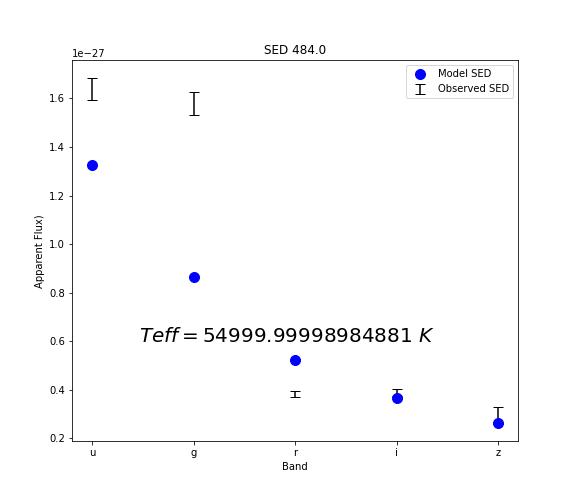 SED 484.0
1e−27
Model SED
Observed SED
1.6
1.4
1.2
1.0
0.8
0.6
0.4
0.2
Apparent Flux)
Teff = 54999.99998984881 K
u g r i z
Band